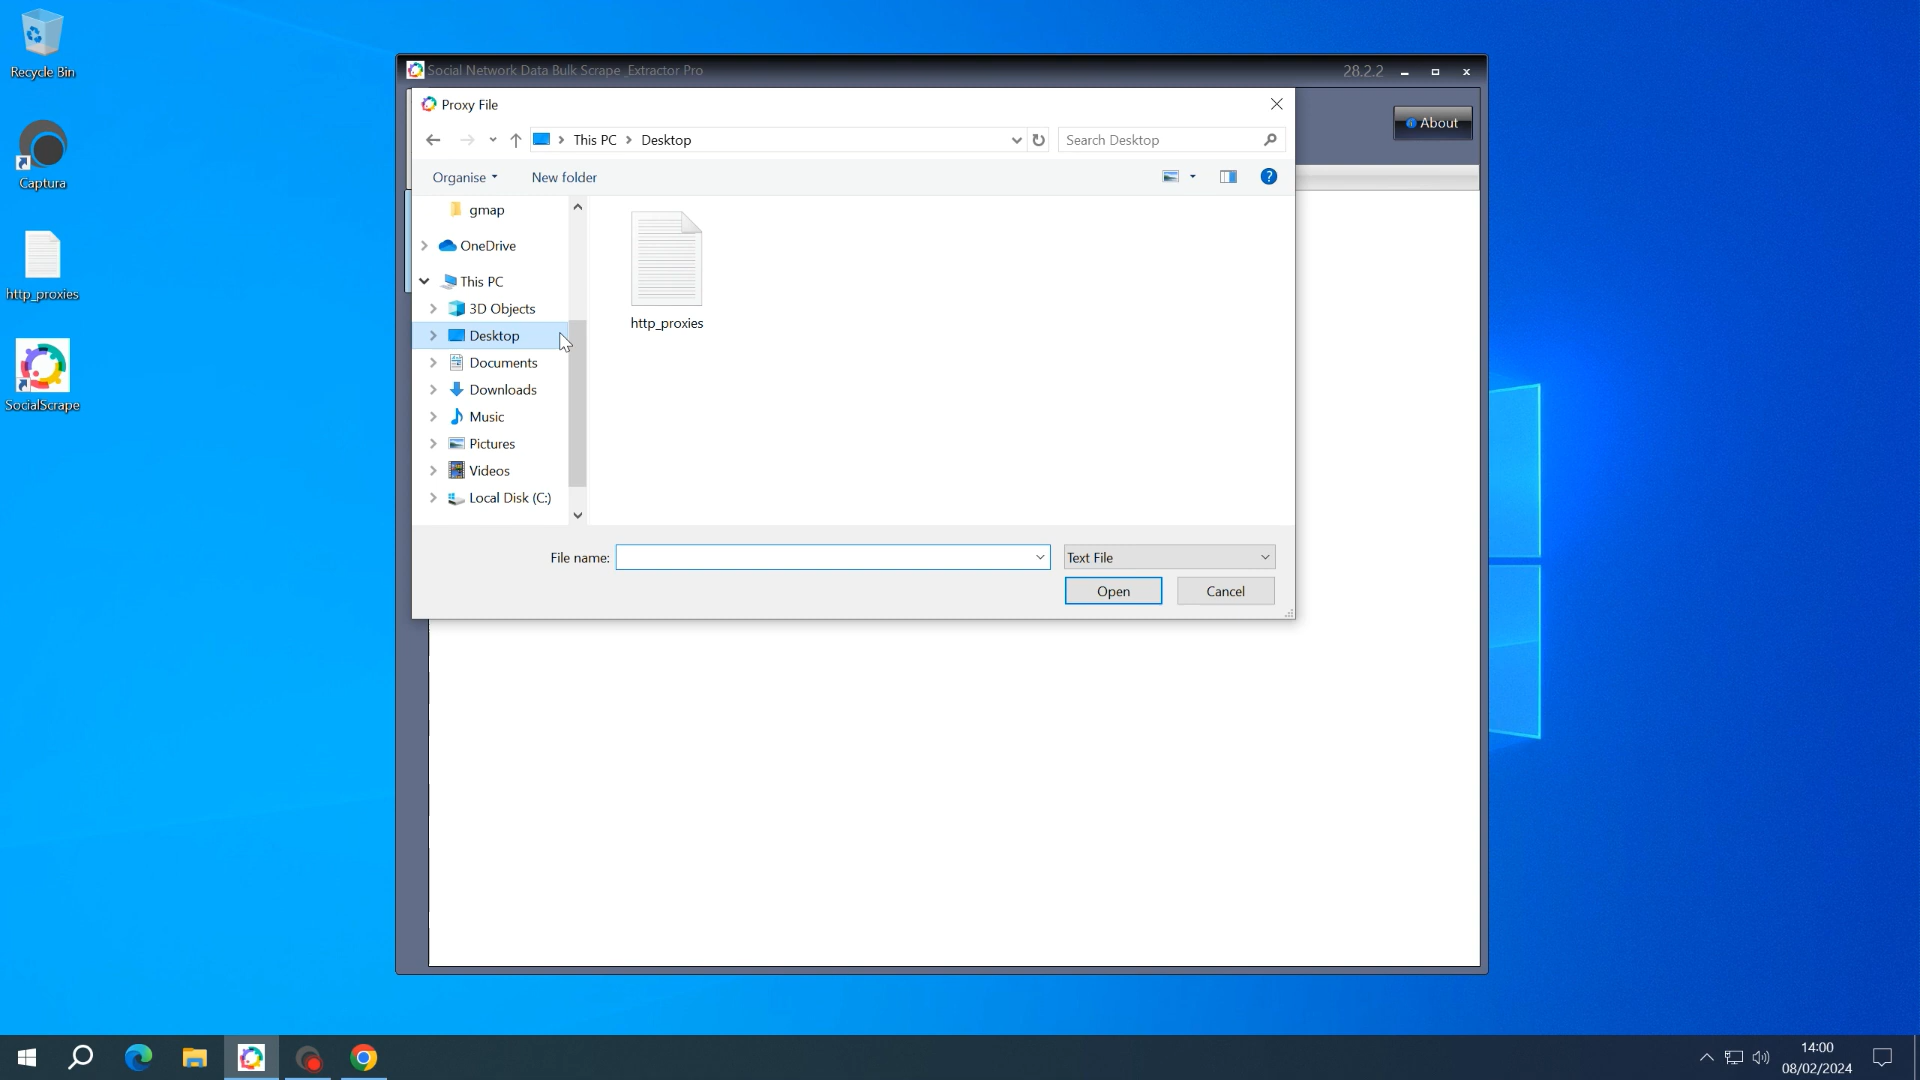 Recycle Bin
Captura
http_proxies
SocialScrape
Social Network Data Bulk Scrape _Extractor Pro
28.2.2
About
Proxy File
This PC
Desktop
Search Desktop
Organise
New folder
gmap
OneDrive
This PC
3D Objects
Desktop
Documents
Downloads
Music
Pictures
Videos
Local Disk (C:)
http_proxies
File name:
Text File
Open
Cancel
14:00
08/02/2024